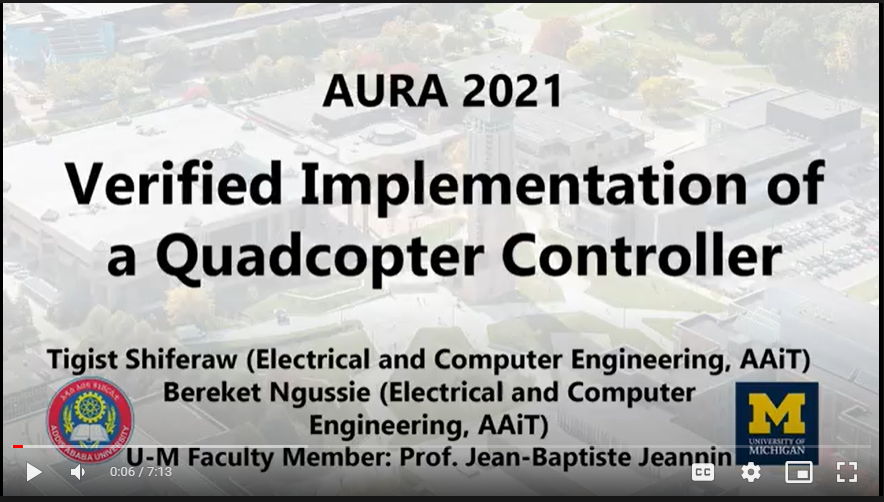 AURA 2021
Verified Implementation of
a Quadcopter Controller
Tigist Shiferaw (Electrical and Computer Engineering, AAiT)
Bereket Ngussie (Electrical and Computer
Engineering, AAiT)
ADDIS ABABA UNIVERSITY
M
UNIVERSITY OF
MICHIGAN
U-M Faculty Member: Prof. Jean-Baptiste Jeannin
0:06 / 7:13
CC